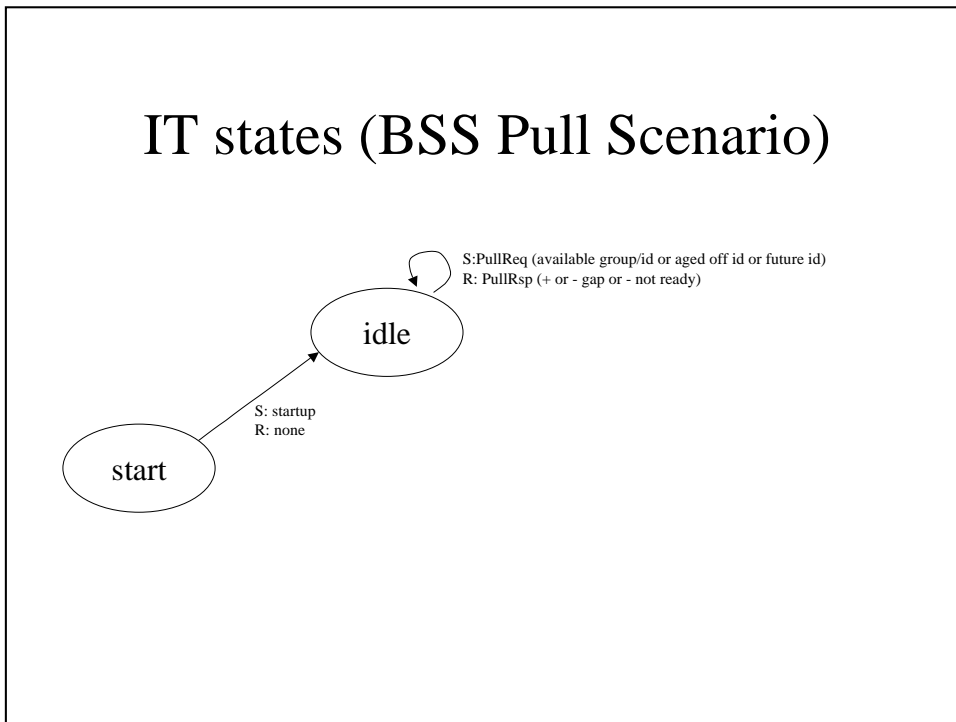 IT states (BSS Pull Scenario)
S:PullReq (available group/id or aged off id or future id)
R: PullRsp (+ or - gap or - not ready)
idle
S: startup
R: none
start